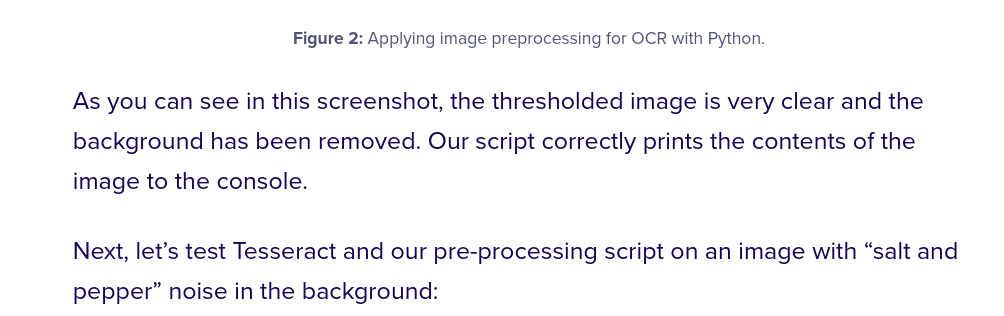 Figure 2: Applying image preprocessing for OCR with Python.
As you can see in this screenshot, the thresholded image is very clear and the
background has been removed. Our script correctly prints the contents of the
image to the console.
Next, let’s test Tesseract and our pre-processing script on an image with “salt and
pepper” noise in the background: